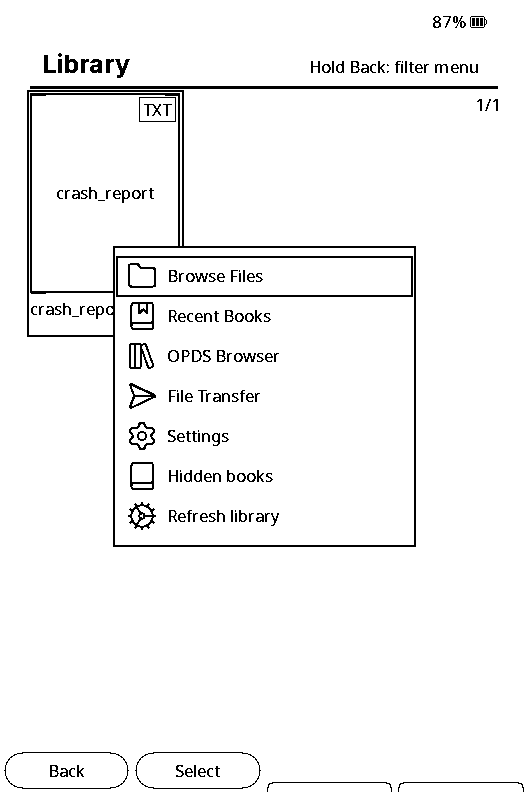 87%
Library
Hold Back: filter menu
1/1
TXT
crash_report
crash_repo
Browse Files
Recent Books
OPDS Browser
File Transfer
Settings
Hidden books
Refresh library
Back
Select